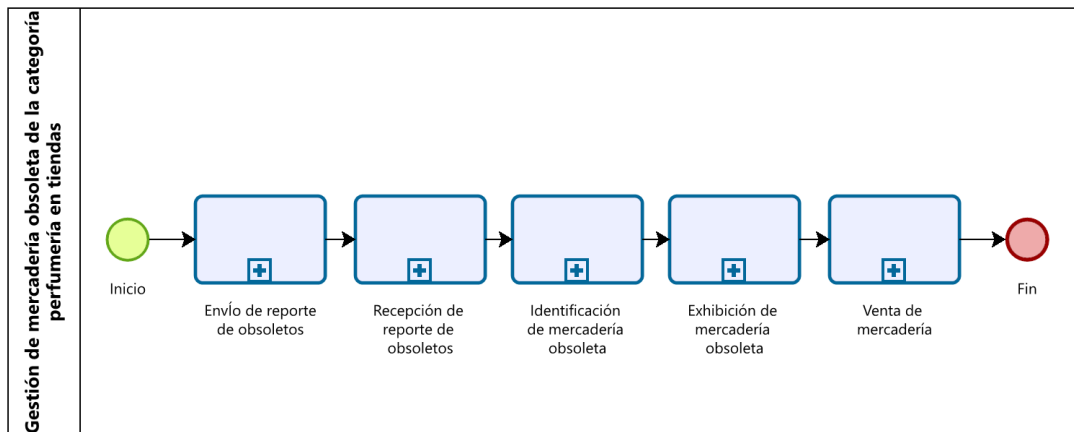 Gestión de mercadería obsoleta de la categoría
perfumería en tiendas
Inicio
EnvÍo de reporte
de obsoletos
Recepción de
reporte de
obsoletos
Identificación
de mercadería
obsoleta
Exhibición de
mercadería
obsoleta
Venta de
mercadería
Fin